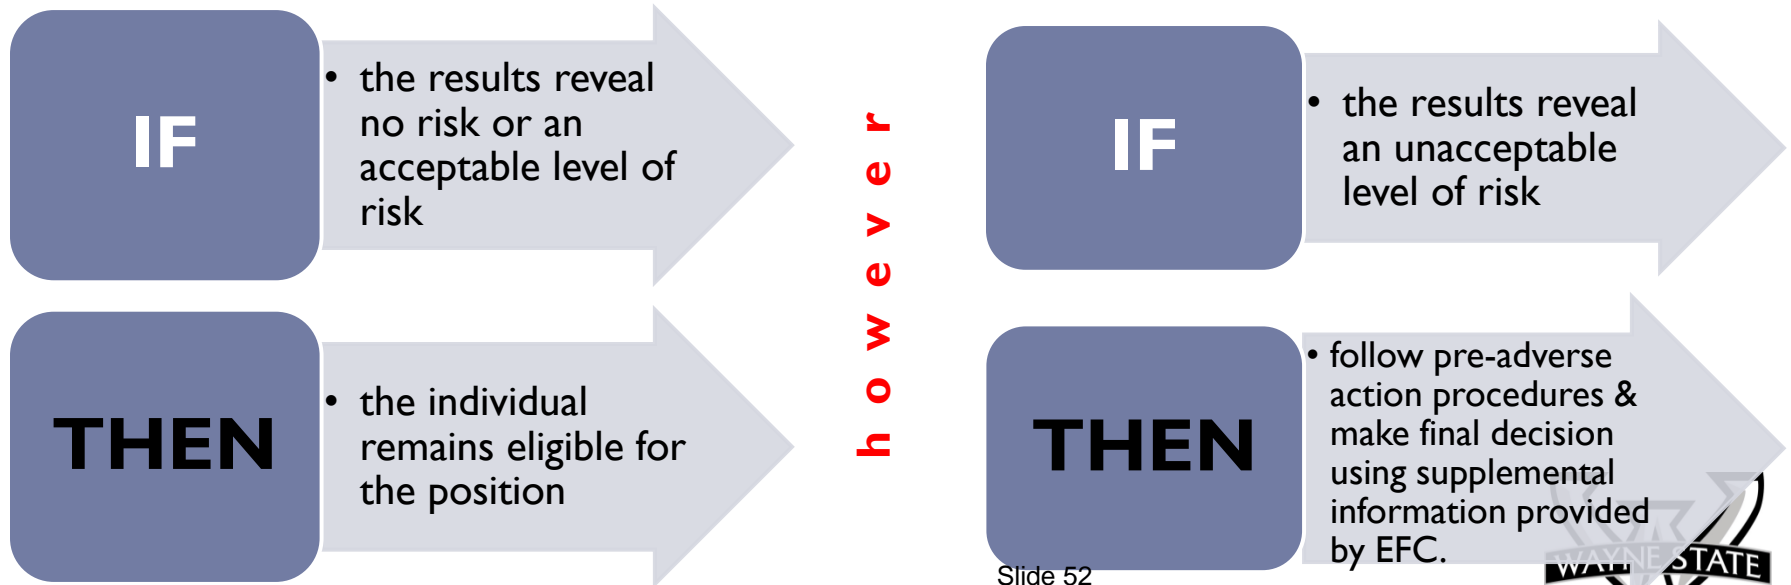 IF
• the results reveal
no risk or an
acceptable level of
risk
THEN
• the individual
remains eligible for
the position
however
IF
• the results reveal
an unacceptable
level of risk
THEN
• follow pre-adverse
action procedures &
make final decision
using supplemental
information provided
by EFC.
Slide 52
WAYNE STATE